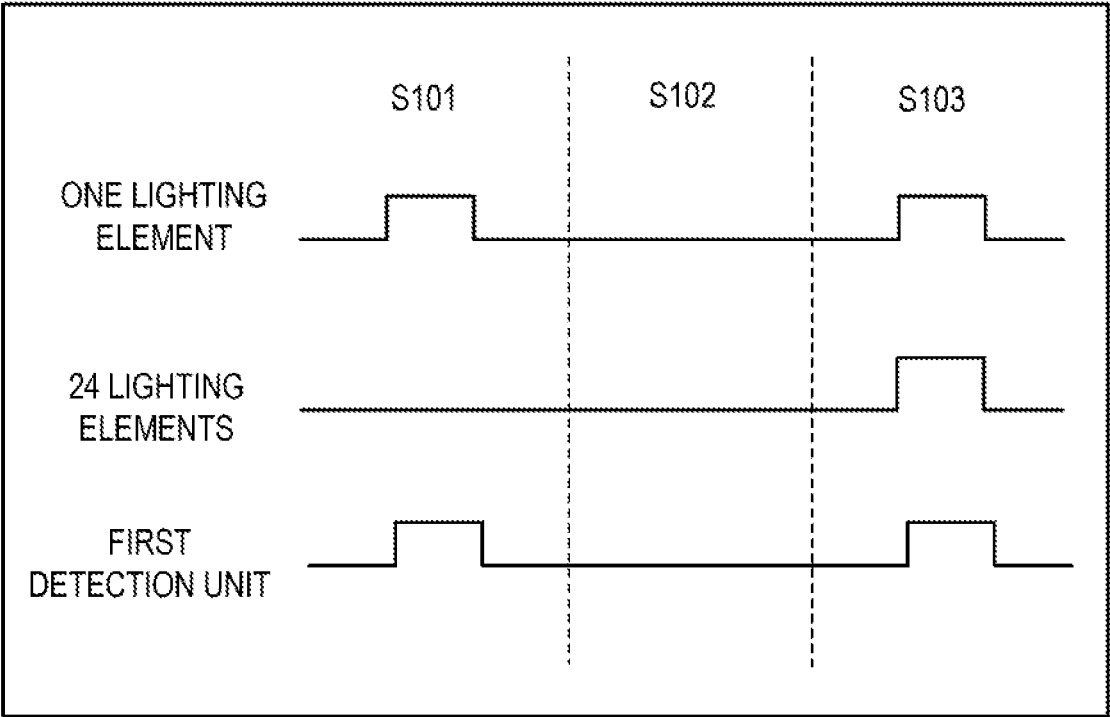 S101
S102
S103
ONE LIGHTING
ELEMENT
24 LIGHTING
ELEMENTS
FIRST
DETECTION UNIT